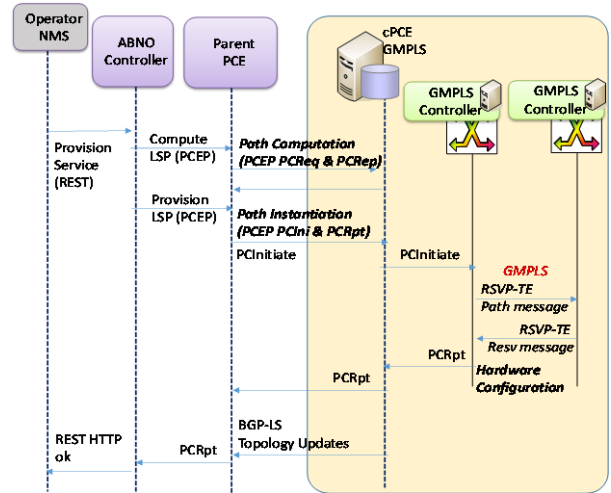 Operator
NMS
ABNO
Controller
Parent
PCE
cPCE
GMPLS
GMPLS
Controller
GMPLS
Controller
Provision
Service
(REST)
Compute
LSP (PCEP)
Path Computation
(PCEP PCReq & PCRep)
Provision
LSP (PCEP)
Path Instantiation
(PCEP PCIni & PCRpt)
PCInitiate
PCInitiate
GMPLS
RSVP-TE
Path message
RSVP-TE
Resv message
PCRpt
Hardware
Configuration
PCRpt
BGP-LS
Topology Updates
PCRpt
REST HTTP
ok